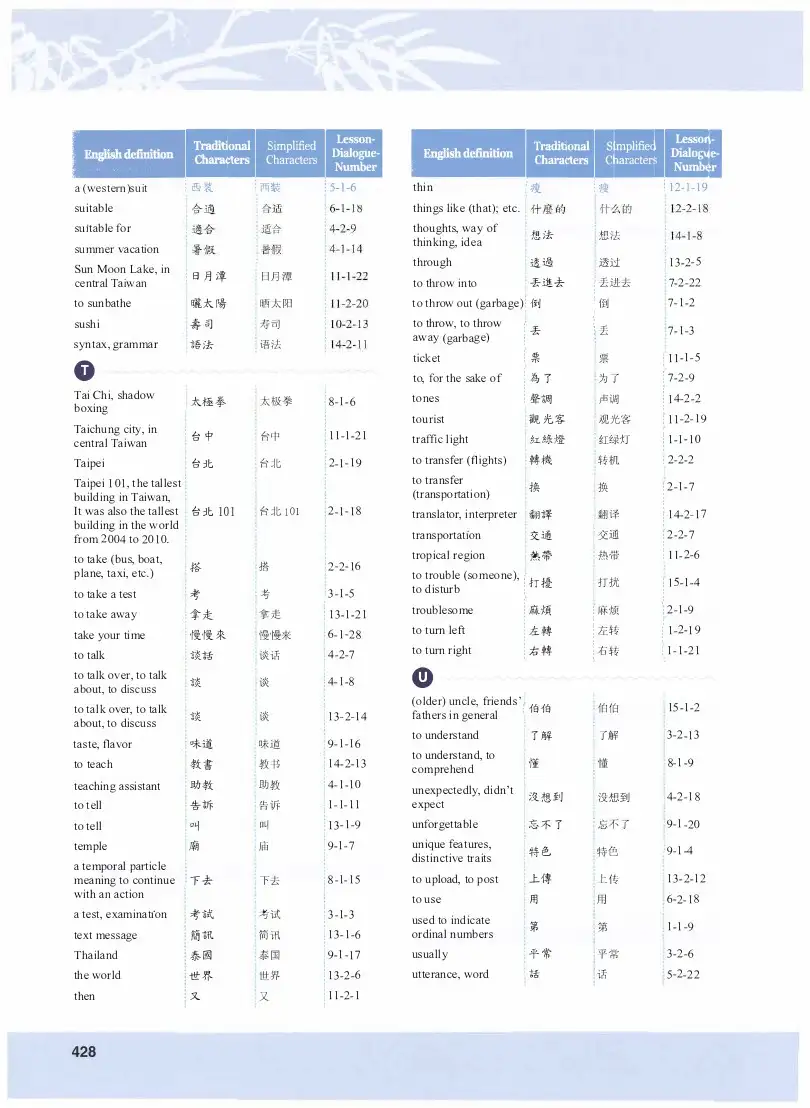 English definition Traditional Characters Simplified Characters Lesson-Dialogue-Number
a (western)suit 西裝 西装 5-1-6
suitable 合適 合适 6-1-18
suitable for 適合 适合 4-2-9
summer vacation 暑假 暑假 4-1-14
Sun Moon Lake, in
central Taiwan 日月潭 日月潭 11-1-22
to sunbathe 曬太陽 晒太阳 11-2-20
sushi 壽司 寿司 10-2-13
syntax, grammar 語法 语法 14-2-11
T
Tai Chi, shadow
boxing 太極拳 太极拳 8-1-6
Taichung city, in
central Taiwan 台中 台中 11-1-21
Taipei 台北 台北 2-1-19
Taipei 101, the tallest
building in Taiwan,
It was also the tallest 台北 101 台北 101 2-1-18
building in the world
from 2004 to 2010.
to take (bus, boat,
plane, taxi, etc.) 搭 搭 2-2-16
to take a test 考 考 3-1-5
to take away 拿走 拿走 13-1-21
take your time 慢慢來 慢慢来 6-1-28
to talk 談話 谈话 4-2-7
to talk over, to talk
about, to discuss 談 谈 4-1-8
to talk over, to talk
about, to discuss 談 谈 13-2-14
taste, flavor 味道 味道 9-1-16
to teach 教書 教书 14-2-13
teaching assistant 助教 助教 4-1-10
to tell 告訴 告诉 1-1-11
to tell 叫 叫 13-1-9
temple 廟 庙 9-1-7
a temporal particle
meaning to continue 下去 下去 8-1-15
with an action
a test, examination 考試 考试 3-1-3
text message 簡訊 简讯 13-1-6
Thailand 泰國 泰国 9-1-17
the world 世界 世界 13-2-6
then 又 又 11-2-1
English definition Traditional Characters Simplified Characters Lesson-Dialogue-Number
thin 瘦 瘦 12-1-19
things like (that); etc. 什麼的 什么的 12-2-18
thoughts, way of
thinking, idea 想法 想法 14-1-8
through 透過 透过 13-2-5
to throw into 丟進去 丢进去 7-2-22
to throw out (garbage) 倒 倒 7-1-2
to throw, to throw
away (garbage) 丟 丢 7-1-3
ticket 票 票 11-1-5
to, for the sake of 為了 为了 7-2-9
tones 聲調 声调 14-2-2
tourist 觀光客 观光客 11-2-19
traffic light 紅綠燈 红绿灯 1-1-10
to transfer (flights) 轉機 转机 2-2-2
to transfer
(transportation) 換 换 2-1-7
translator, interpreter 翻譯 翻译 14-2-17
transportation 交通 交通 2-2-7
tropical region 熱帶 热带 11-2-6
to trouble (someone),
to disturb 打擾 打扰 15-1-4
troublesome 麻煩 麻烦 2-1-9
to turn left 左轉 左转 1-2-19
to turn right 右轉 右转 1-1-21
U
(older) uncle, friends'
fathers in general 伯伯 伯伯 15-1-2
to understand 了解 了解 3-2-13
to understand, to
comprehend 懂 懂 8-1-9
unexpectedly, didn't
expect 沒想到 没想到 4-2-18
unforgettable 忘不了 忘不了 9-1-20
unique features,
distinctive traits 特色 特色 9-1-4
to upload, to post 上傳 上传 13-2-12
to use 用 用 6-2-18
used to indicate
ordinal numbers 第 第 1-1-9
usually 平常 平常 3-2-6
utterance, word 話 话 5-2-22
428